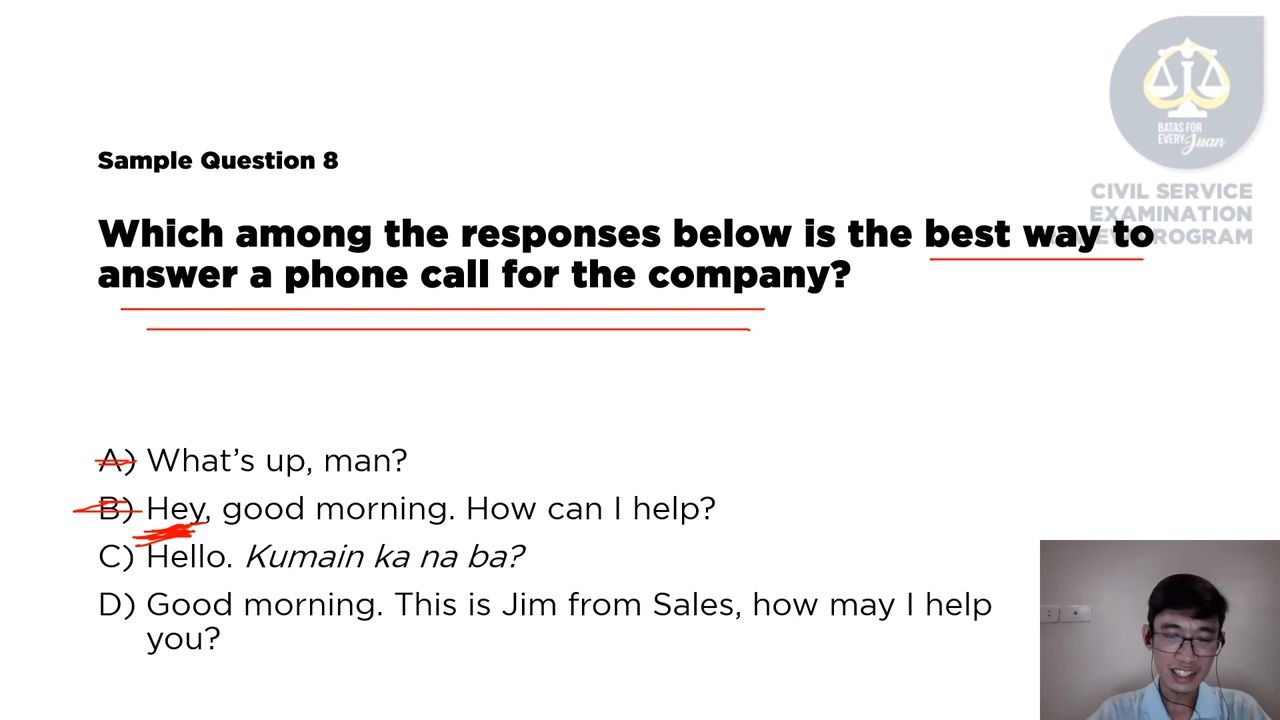 BATAS FOR
EVERY Juan
CIVIL SERVICE
EXAMINATION
Sample Question 8
Which among the responses below is the best way to
answer a phone call for the company?
A) What's up, man?
B) Hey, good morning. How can I help?
C) Hello. Kumain ka na ba?
D) Good morning. This is Jim from Sales, how may I help
you?